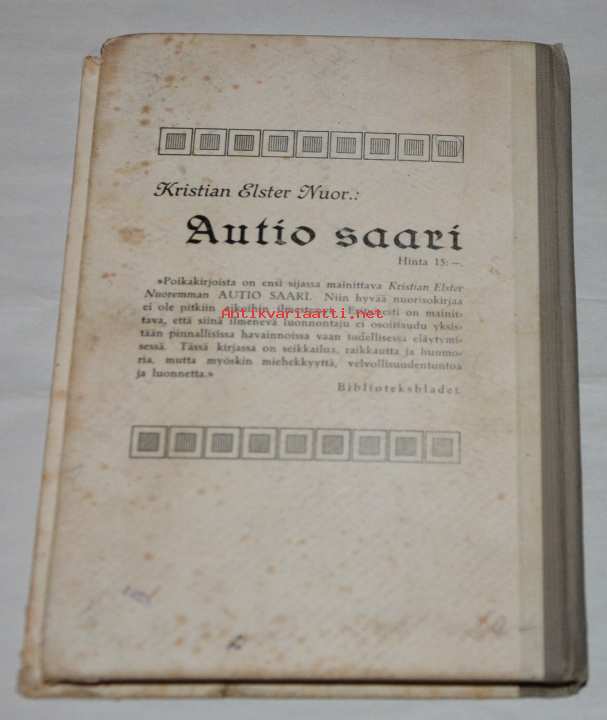 Kristian Elster Nuor.:
Autio saari
Hinta 15:—.
»Poikakirjoista on ensi sijassa mainittava Kristian Elster
Nuoremman AUTIO SAARI. Niin hyvää nuorisokirjaa
ei ole pitkiin aikoihin ilmestynyt. on mainit-
Antikvariaatti.net
tava, että siinä ilmenevä luonnontaju ei osoittaudu yksis-
tään pinnallisissa havainnoissa vaan todellisessa eläytymi-
sessä. Tässä kirjassa on seikkailua, raikkautta ja huumo-
ria, mutta myöskin miehekkyyttä, velvollisuudentuntoa
ja luonnetta.»
Biblioteksbladet.